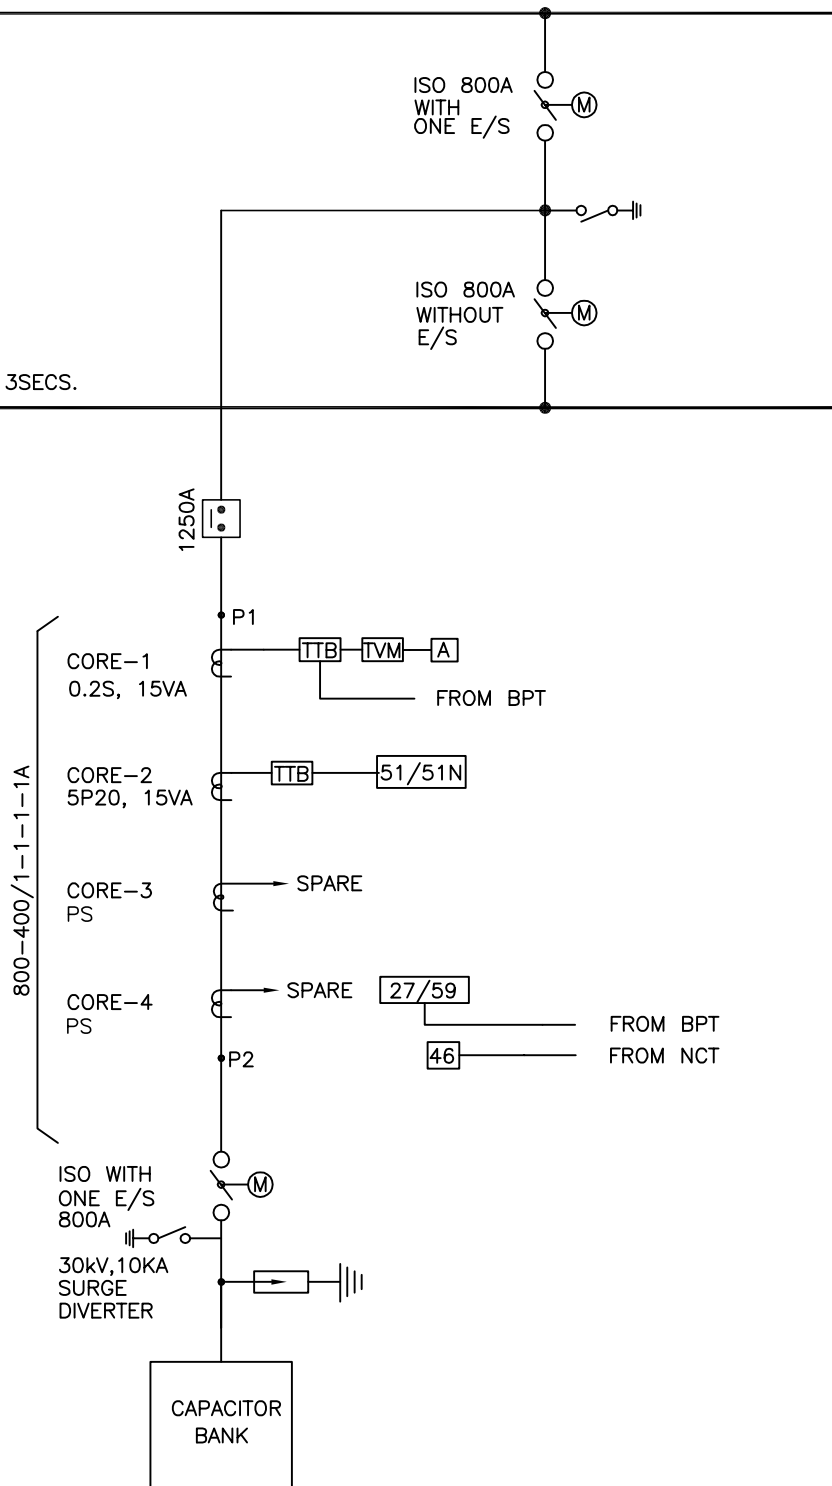 ISO 800A
WITH
ONE E/S
M
ISO 800A
WITHOUT
E/S
M
3SECS.
1250A
P1
CORE-1
0.2S, 15VA
TTB
TVM
A
FROM BPT
CORE-2
5P20, 15VA
TTB
51/51N
800-400/1-1-1-1A
CORE-3
PS
SPARE
CORE-4
PS
SPARE
27/59
FROM BPT
46
FROM NCT
P2
ISO WITH
ONE E/S
800A
M
30kV,10KA
SURGE
DIVERTER
CAPACITOR
BANK